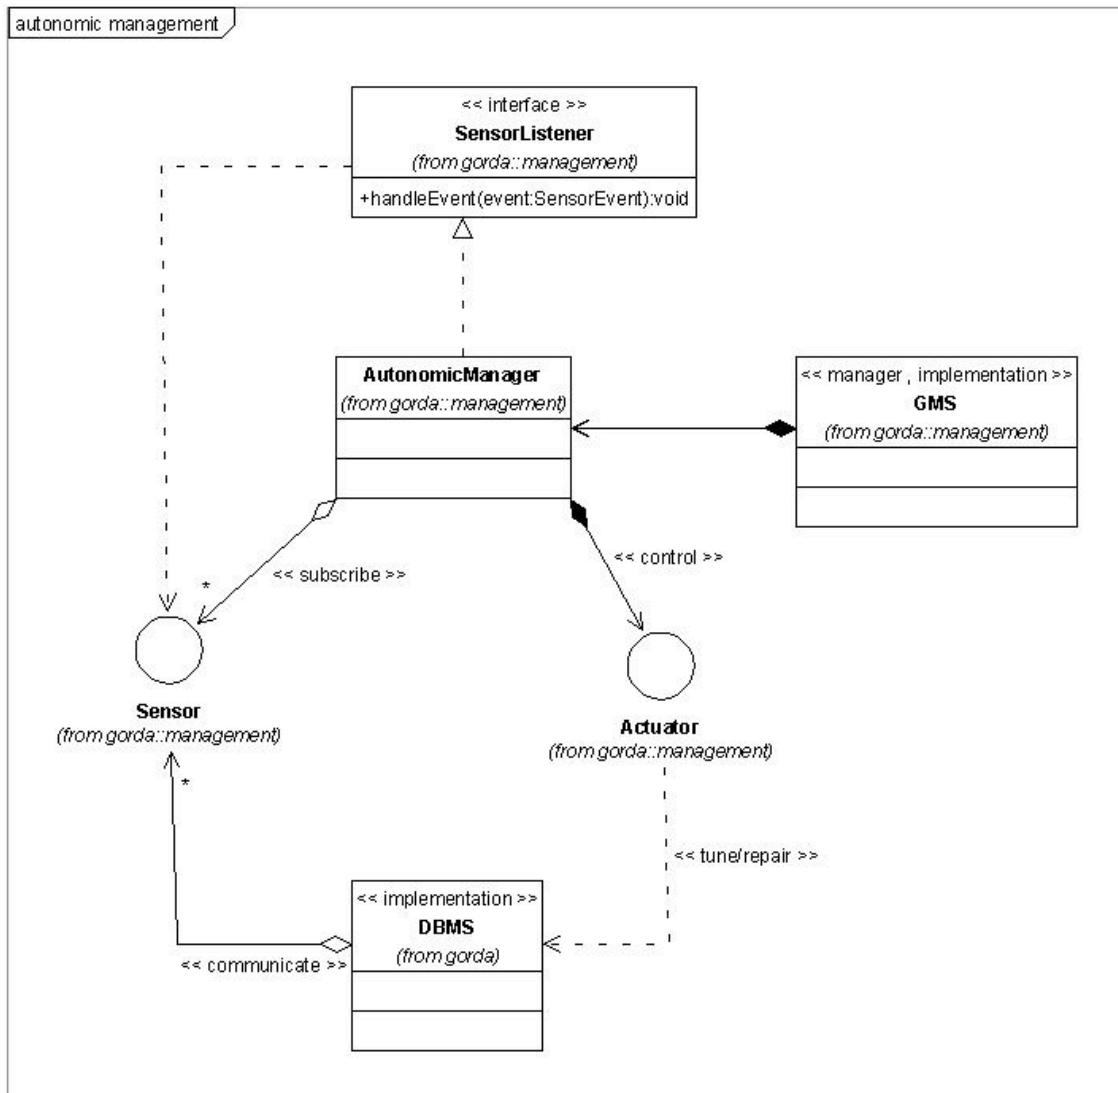 autonomic management
<< interface >>
SensorListener
(from gorda::management)
+handleEvent(event:SensorEvent):void
AutonomicManager
(from gorda::management)
<< manager , implementation >>
GMS
(from gorda::management)
<< subscribe >>
*
<< control >>
Sensor
(from gorda::management)
*
Actuator
(from gorda::management)
<< tune/repair >>
<< implementation >>
DBMS
(from gorda)
<< communicate >>